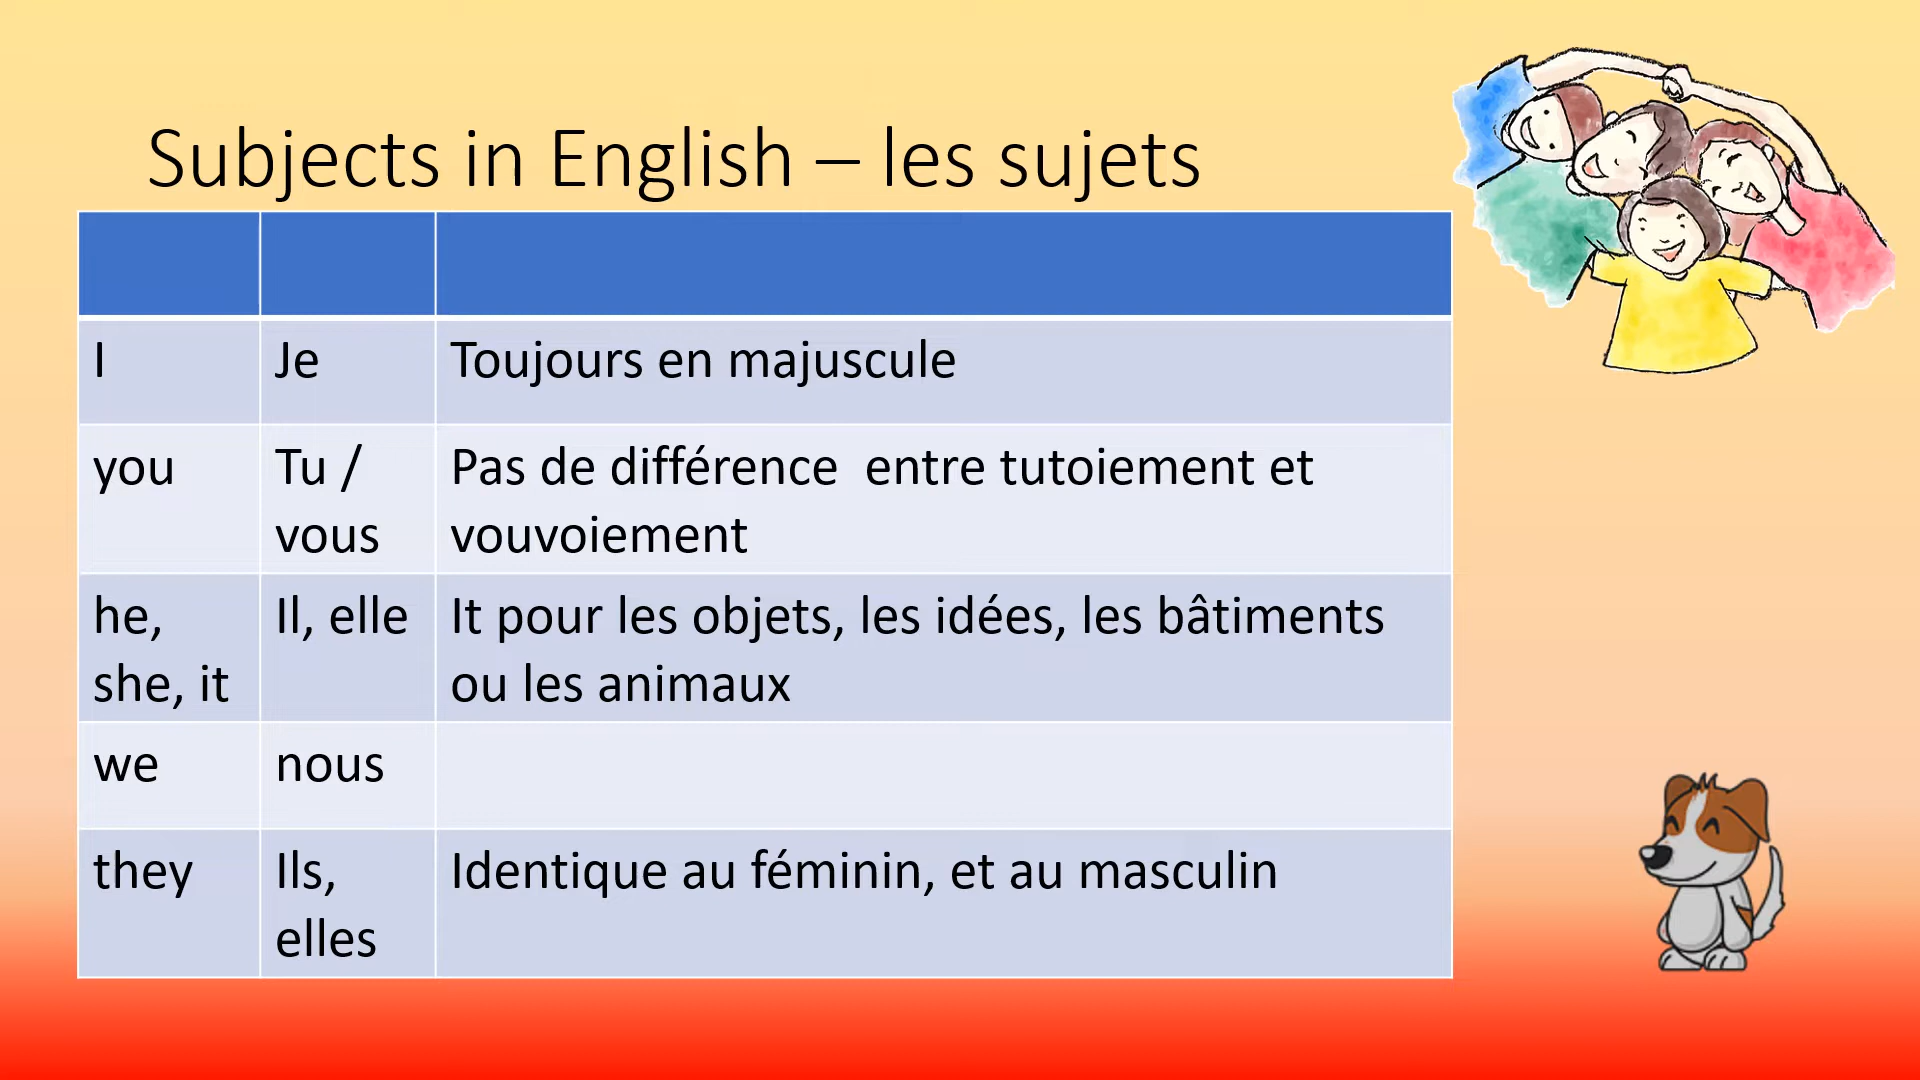 Subjects in English – les sujets
I
Je
Toujours en majuscule
you
Tu /
vous
Pas de différence  entre tutoiement et
vouvoiement
he,
she, it
Il, elle
It pour les objets, les idées, les bâtiments
ou les animaux
we
nous
they
Ils,
elles
Identique au féminin, et au masculin